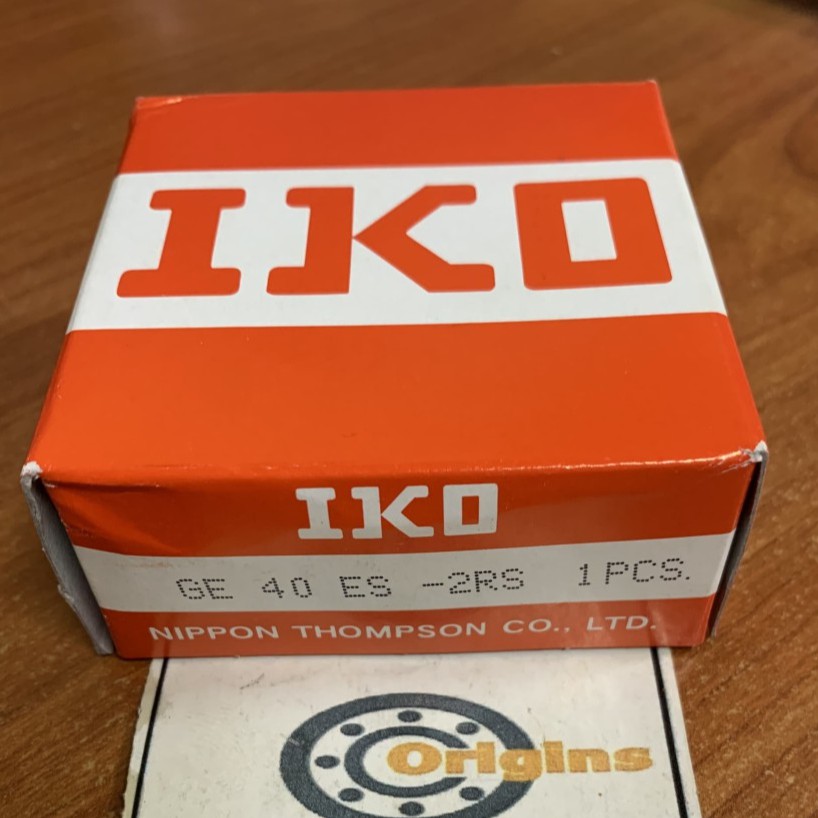 IKO
IKO
GE 40 ES -2RS 1PCS.
NIPPON THOMPSON CO., LTD.
Origins